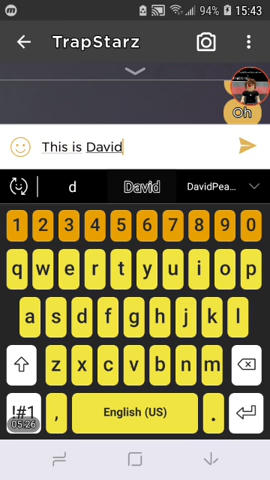 94% 15:43
TrapStarz
Oh
This is David
d David DavidPea...
1 2 3 4 5 6 7 8 9 0
q w e r t y u i o p
a s d f g h j k l
z x c v b n m
!#1 , English (US) .
05:26